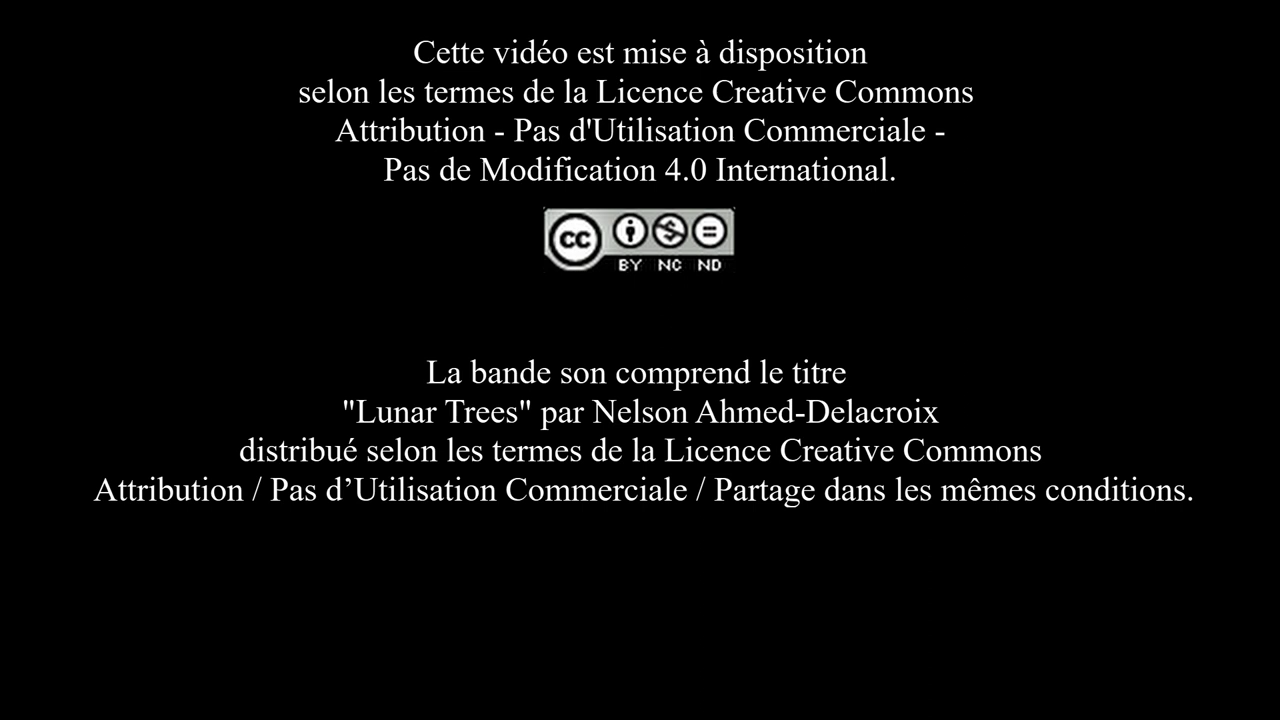 Cette vidéo est mise à disposition
selon les termes de la Licence Creative Commons
Attribution - Pas d'Utilisation Commerciale -
Pas de Modification 4.0 International.
cc
BY NC ND
La bande son comprend le titre
"Lunar Trees" par Nelson Ahmed-Delacroix
distribué selon les termes de la Licence Creative Commons
Attribution / Pas d’Utilisation Commerciale / Partage dans les mêmes conditions.